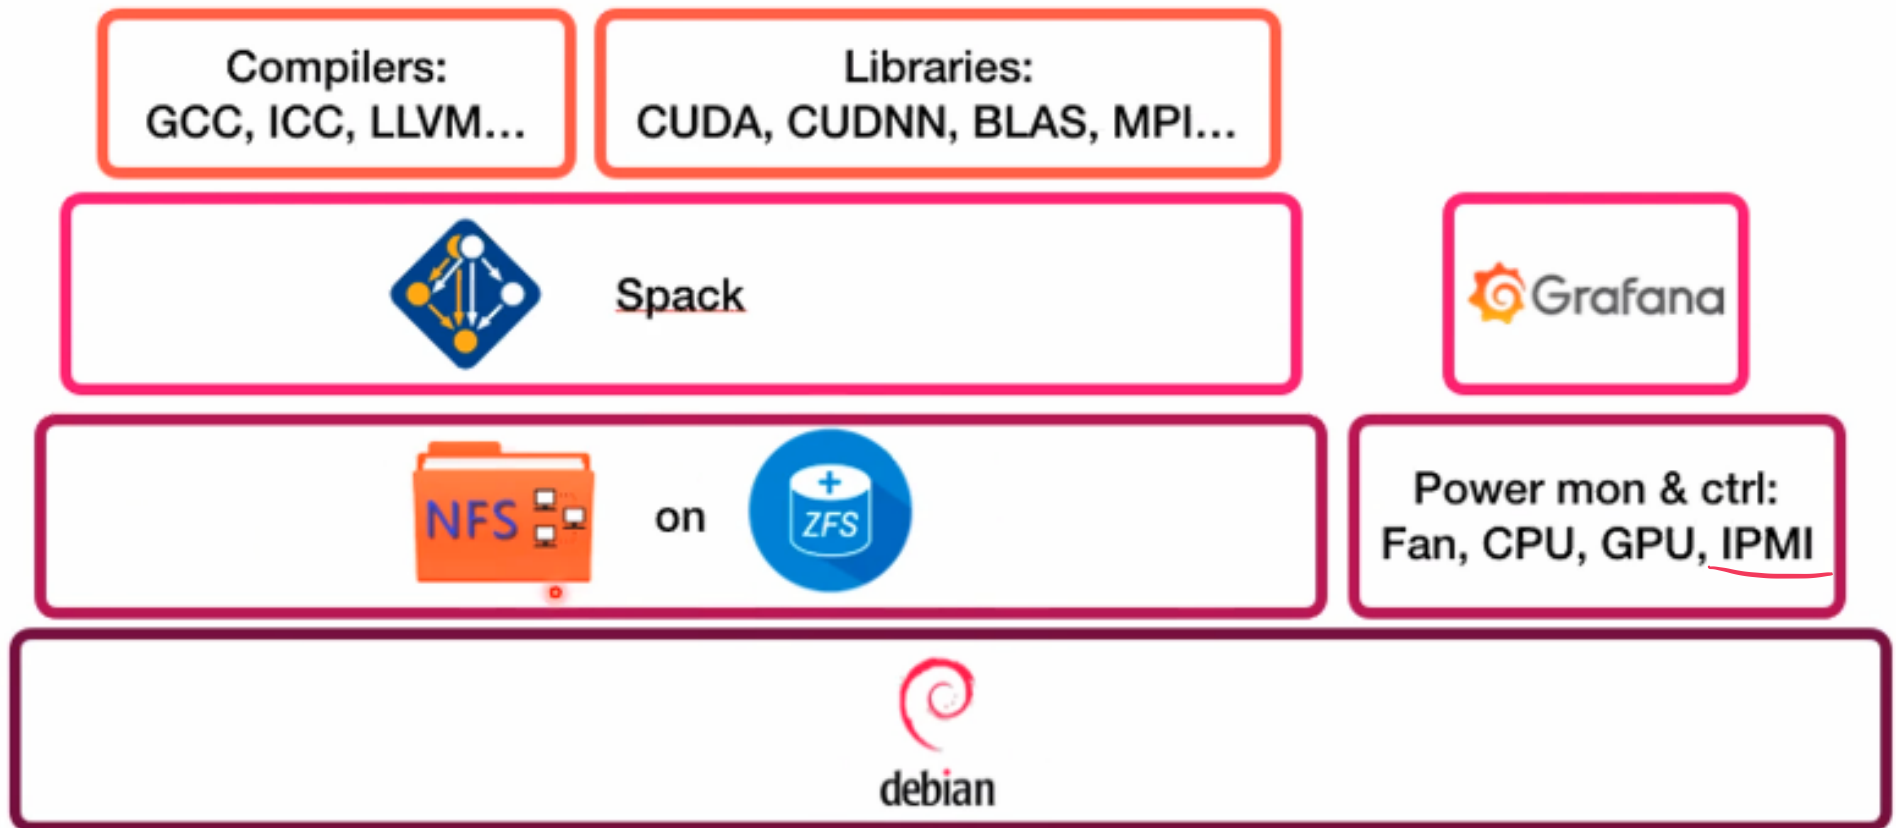 Compilers:
GCC, ICC, LLVM...
Libraries:
CUDA, CUDNN, BLAS, MPI...
Spack
Grafana
NFS
on
ZFS
Power mon & ctrl:
Fan, CPU, GPU, IPMI
debian